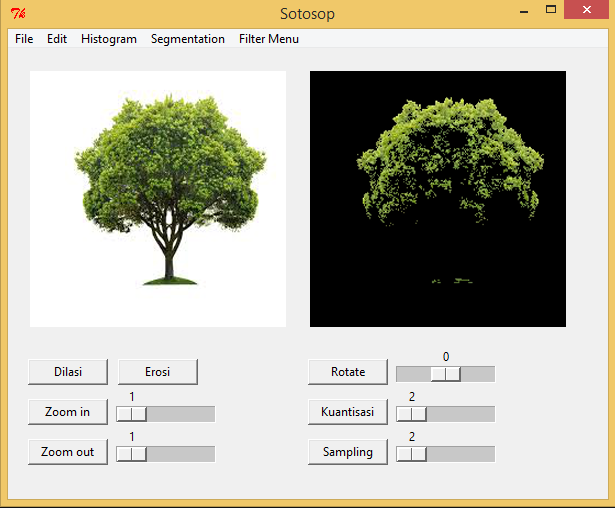 Sotosop
File Edit Histogram Segmentation Filter Menu
0
Dilasi Erosi Rotate
1 2
Zoom in Kuantisasi
1 2
Zoom out Sampling